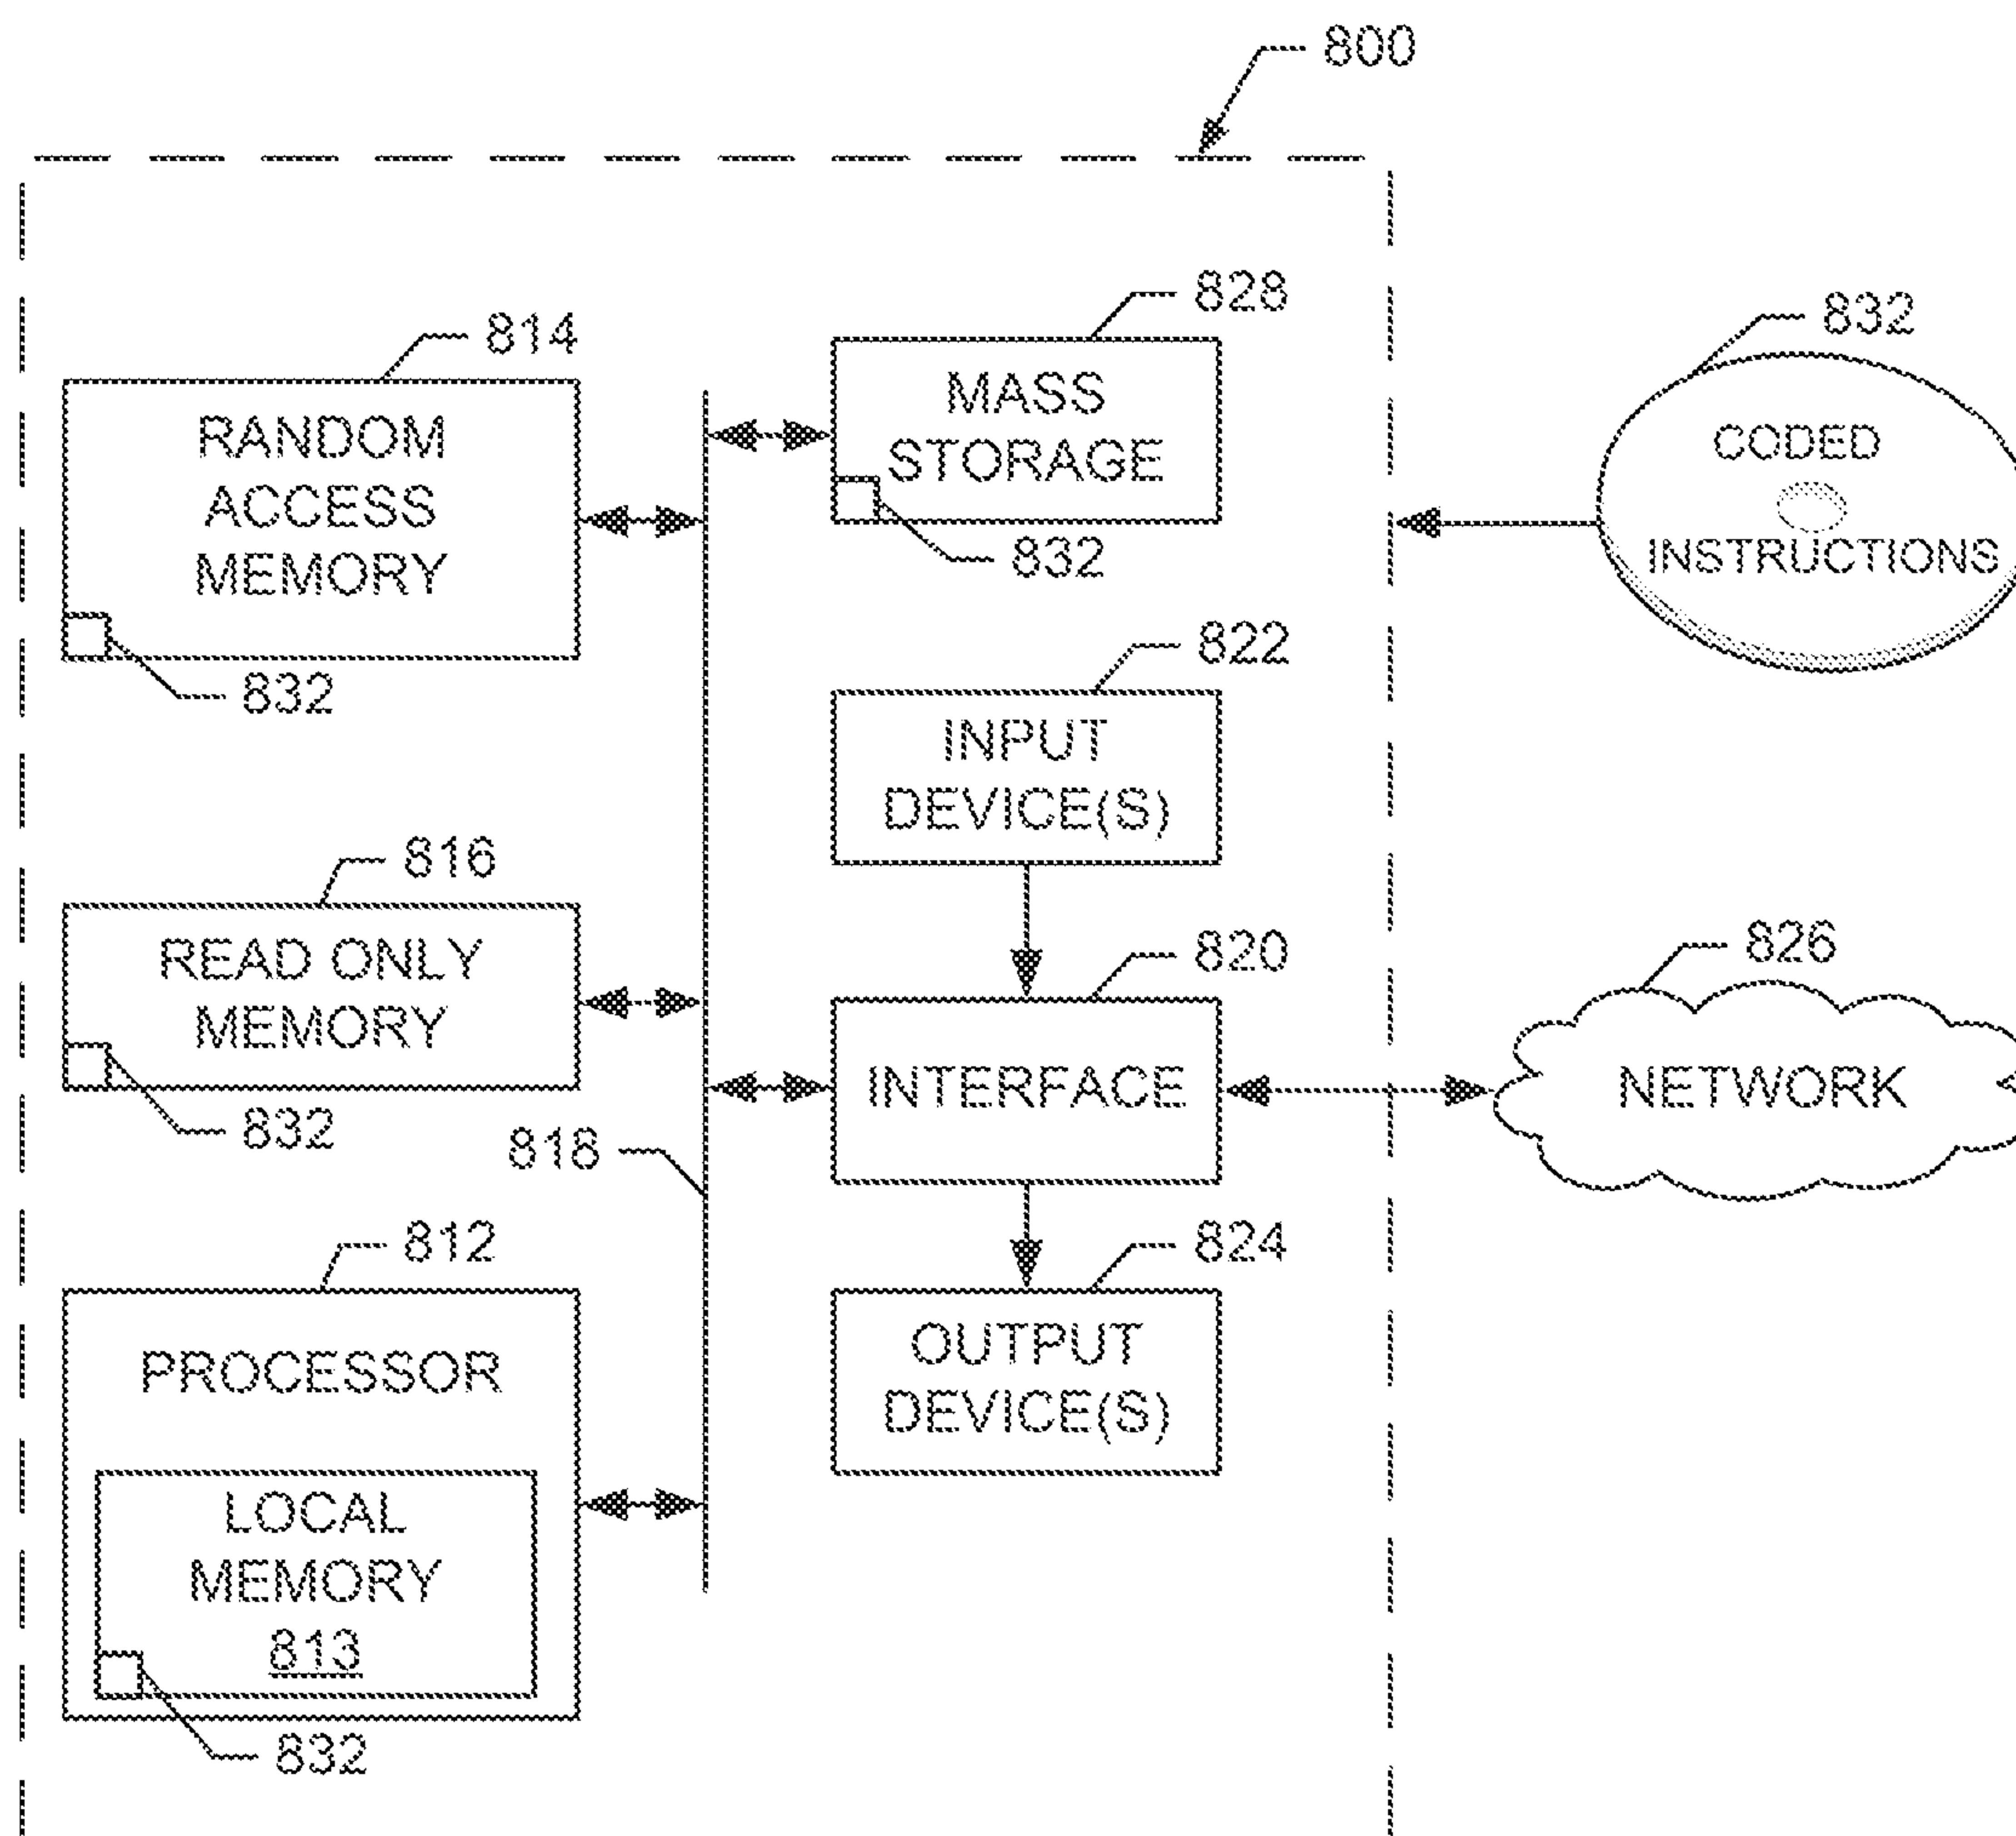 800
814
RANDOM
ACCESS
MEMORY
832
828
MASS
STORAGE
832
832
CODED
INSTRUCTIONS
822
INPUT
DEVICE(S)
816
READ ONLY
MEMORY
832
818
820
INTERFACE
826
NETWORK
812
PROCESSOR
LOCAL
MEMORY
813
832
824
OUTPUT
DEVICE(S)